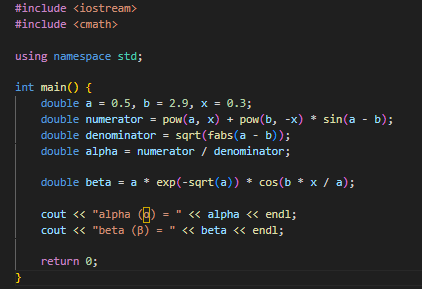 #include <iostream>
#include <cmath>

using namespace std;

int main() {
    double a = 0.5, b = 2.9, x = 0.3;
    double numerator = pow(a, x) + pow(b, -x) * sin(a - b);
    double denominator = sqrt(fabs(a - b));
    double alpha = numerator / denominator;

    double beta = a * exp(-sqrt(a)) * cos(b * x / a);

    cout << "alpha (α) = " << alpha << endl;
    cout << "beta (β) = " << beta << endl;

    return 0;
}